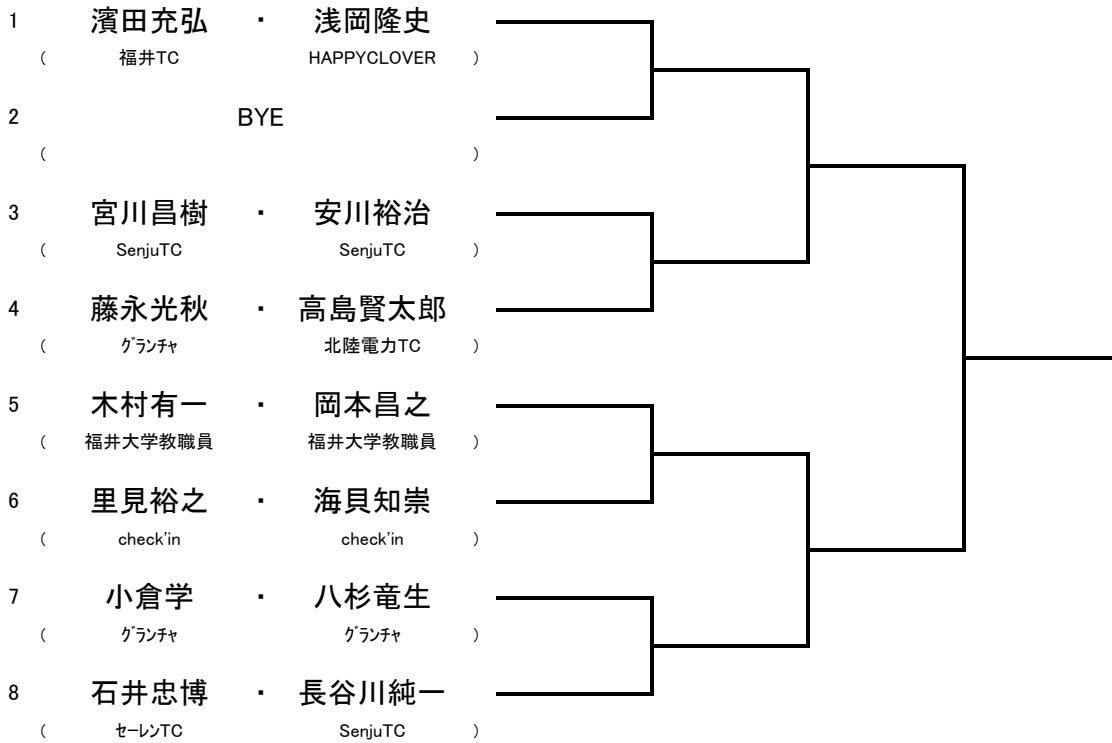 1 濱田充弘 ・ 浅岡隆史
( 福井TC HAPPYCLOVER )
2 BYE
( )
3 宮川昌樹 ・ 安川裕治
( SenjuTC SenjuTC )
4 藤永光秋 ・ 高島賢太郎
( ｸﾞランチャ 北陸電力TC )
5 木村有一 ・ 岡本昌之
( 福井大学教職員 福井大学教職員 )
6 里見裕之 ・ 海貝知崇
( check'in check'in )
7 小倉学 ・ 八杉竜生
( ｸﾞﾗﾝﾁｬ ｸﾞﾗﾝﾁｬ )
8 石井忠博 ・ 長谷川純一
( ｾｰﾚﾝTC SenjuTC )